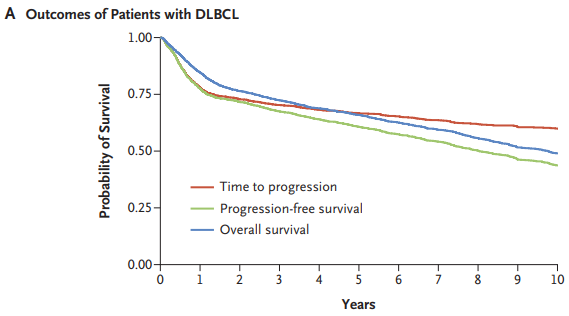 A Outcomes of Patients with DLBCL
Probability of Survival
1.00
0.75
0.50
0.25
0.00
Time to progression
Progression-free survival
Overall survival
0 1 2 3 4 5 6 7 8 9 10
Years